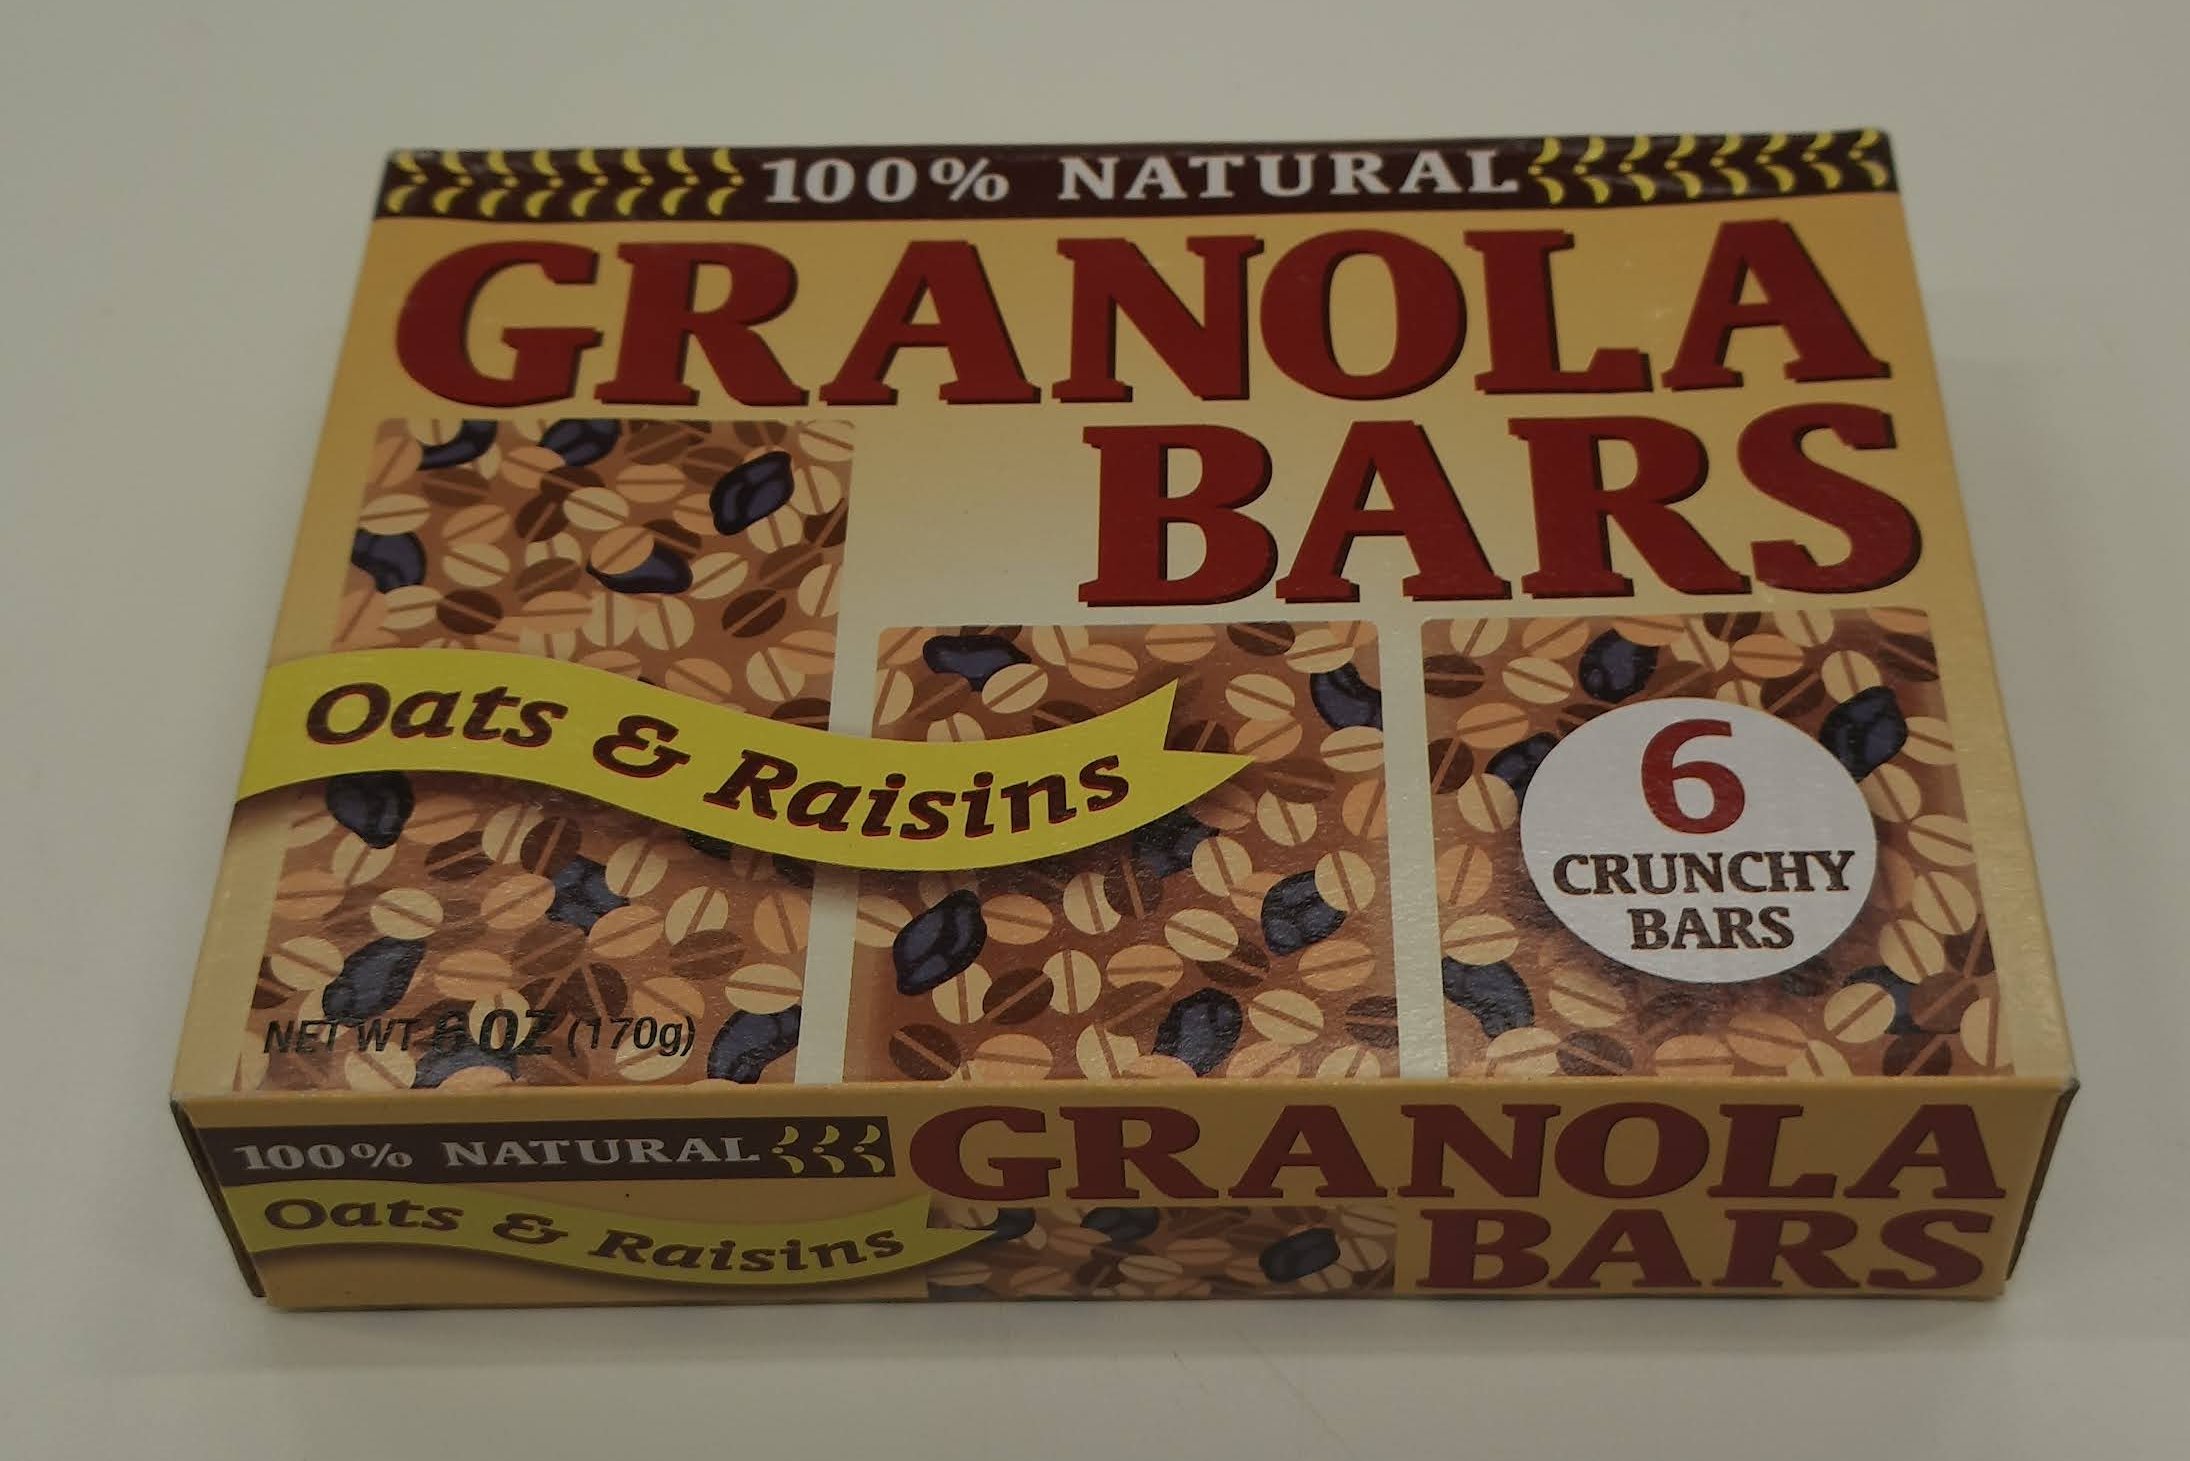 100% NATURAL
GRANOLA
BARS
Oats & Raisins
6
CRUNCHY
BARS
NET WT 6 OZ (170g)
100% NATURAL
GRANOLA
BARS
Oats & Raisins